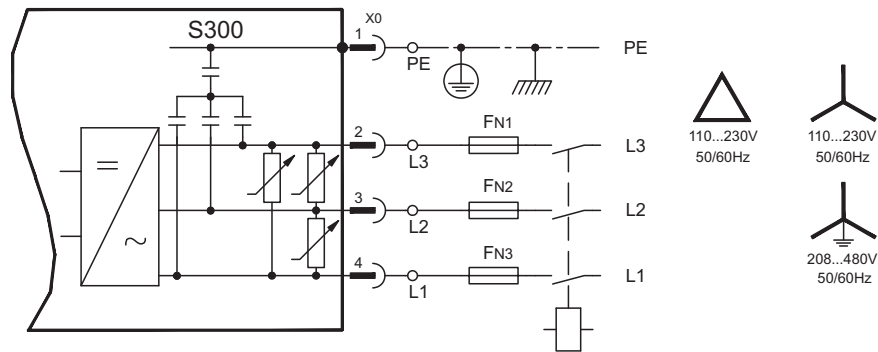 S300
X0
1
PE
PE
2
FN1
L3
L3
3
FN2
L2
L2
4
FN3
L1
L1
110...230V
50/60Hz
110...230V
50/60Hz
208...480V
50/60Hz